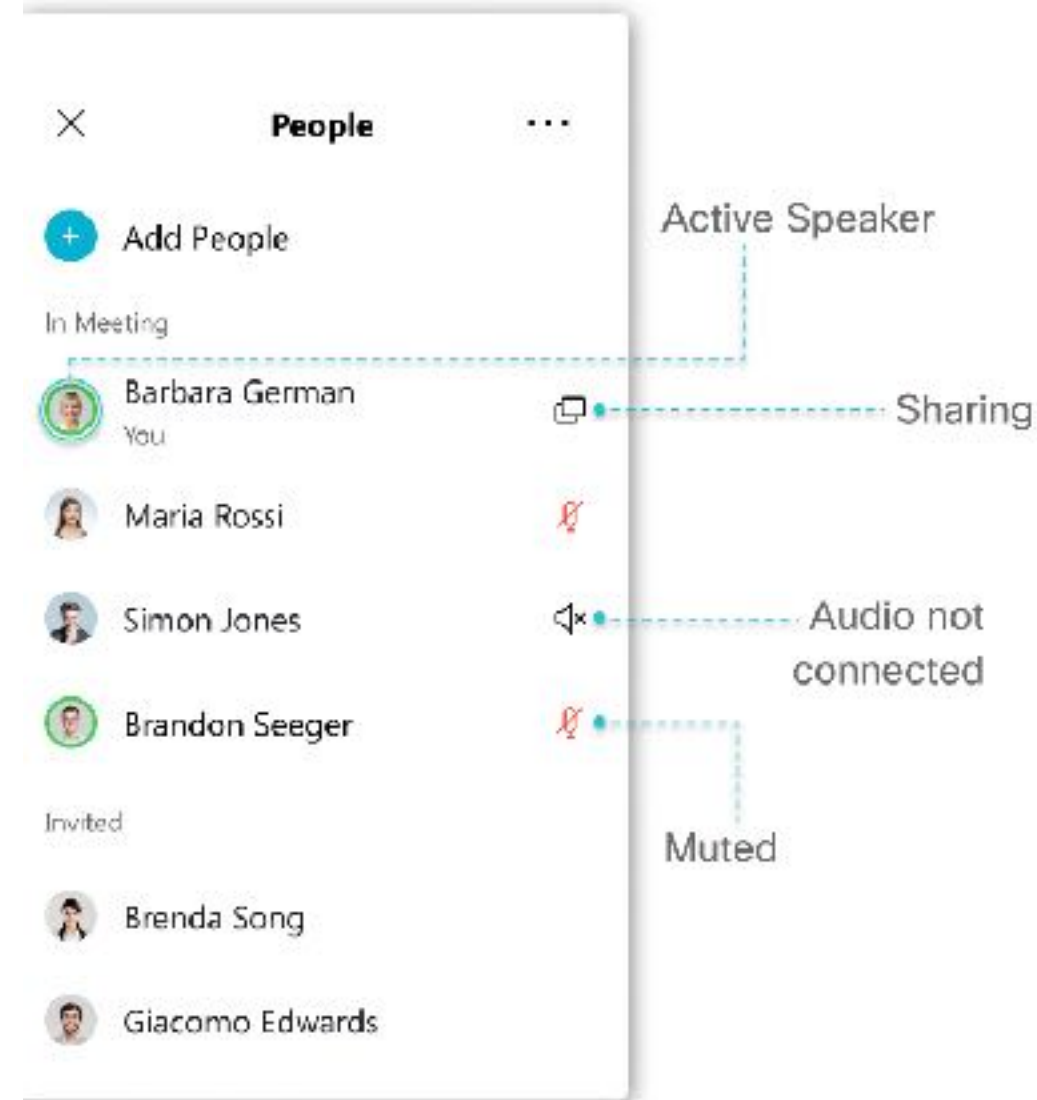 People
Add People
Active Speaker
In Meeting
Barbara German
You
Sharing
Maria Rossi
Simon Jones
Audio not
connected
Brandon Seeger
Invited
Muted
Brenda Song
Giacomo Edwards